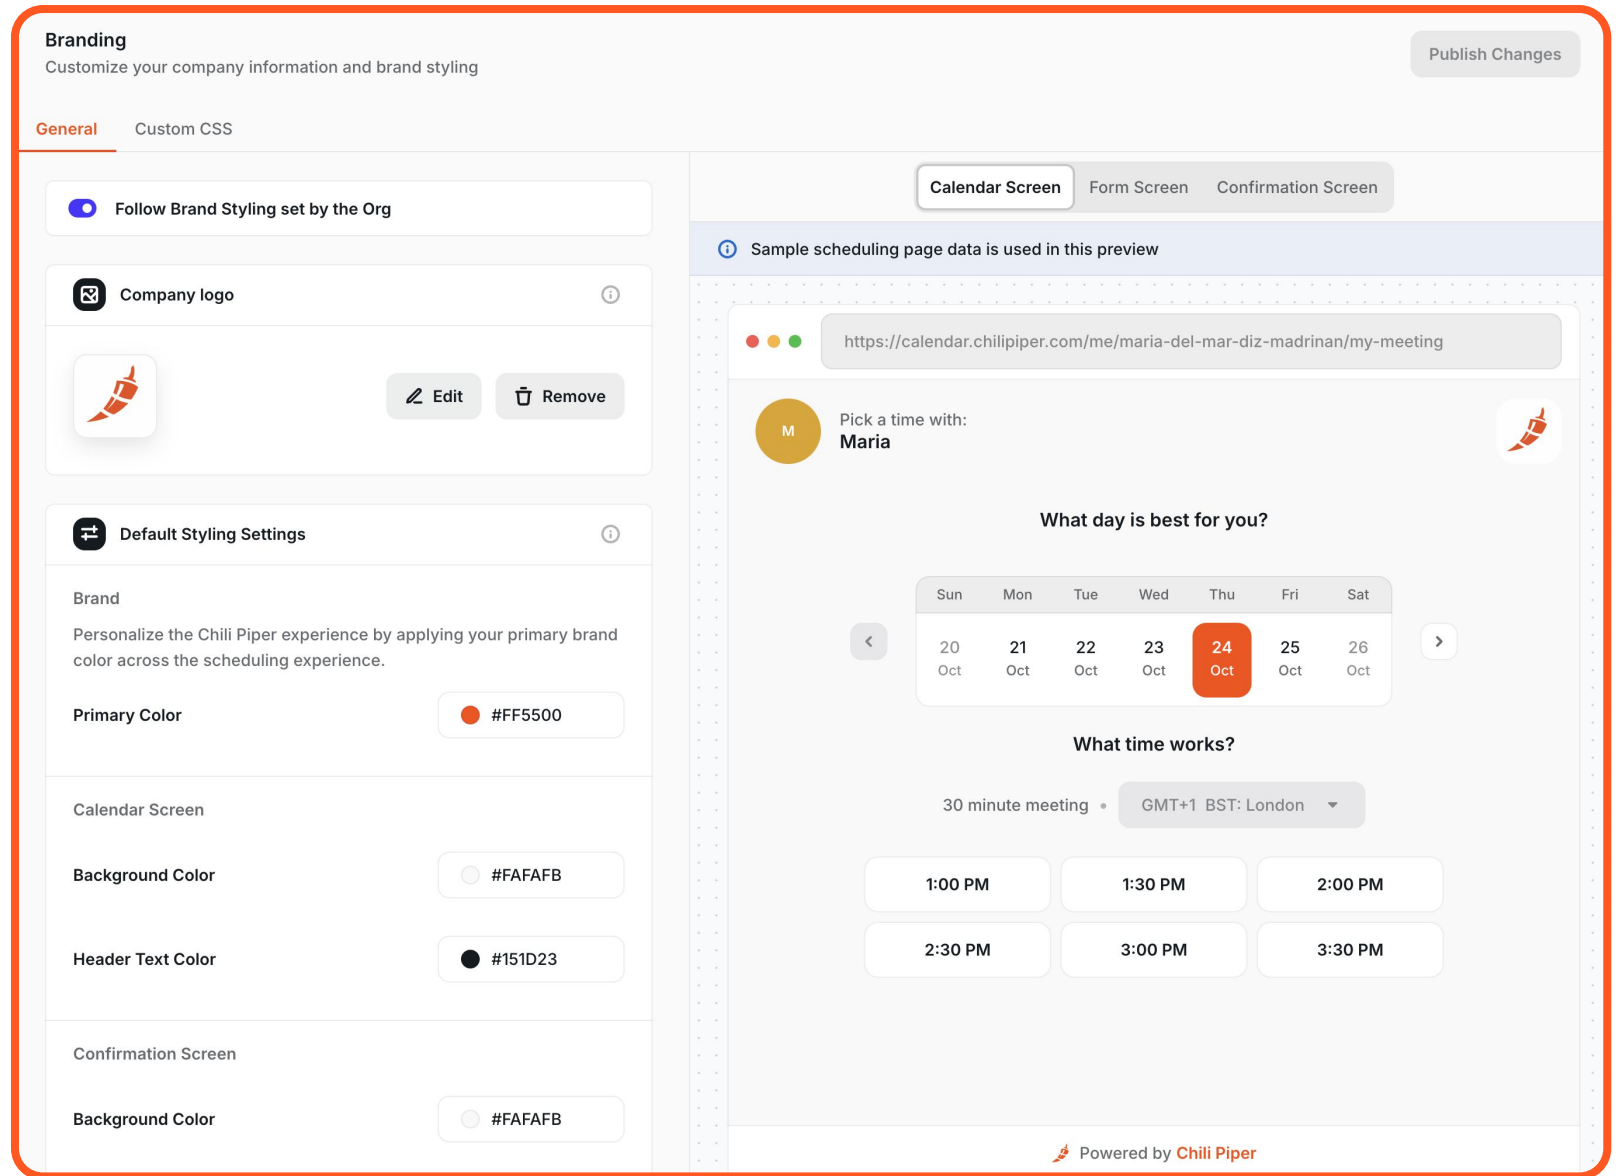 Branding
Customize your company information and brand styling
Publish Changes
General
Custom CSS
Follow Brand Styling set by the Org
Company logo
Edit
Remove
Default Styling Settings
Brand
Personalize the Chili Piper experience by applying your primary brand
color across the scheduling experience.
Primary Color
#FF5500
Calendar Screen
Background Color
#FAFAFB
Header Text Color
#151D23
Confirmation Screen
Background Color
#FAFAFB
Calendar Screen
Form Screen
Confirmation Screen
Sample scheduling page data is used in this preview
https://calendar.chilipiper.com/me/maria-del-mar-diz-madrinan/my-meeting
M
Pick a time with:
Maria
What day is best for you?
Sun Mon Tue Wed Thu Fri Sat
20 21 22 23 24 25 26
Oct Oct Oct Oct Oct Oct Oct
What time works?
30 minute meeting • GMT+1 BST: London
1:00 PM 1:30 PM 2:00 PM
2:30 PM 3:00 PM 3:30 PM
Powered by Chili Piper